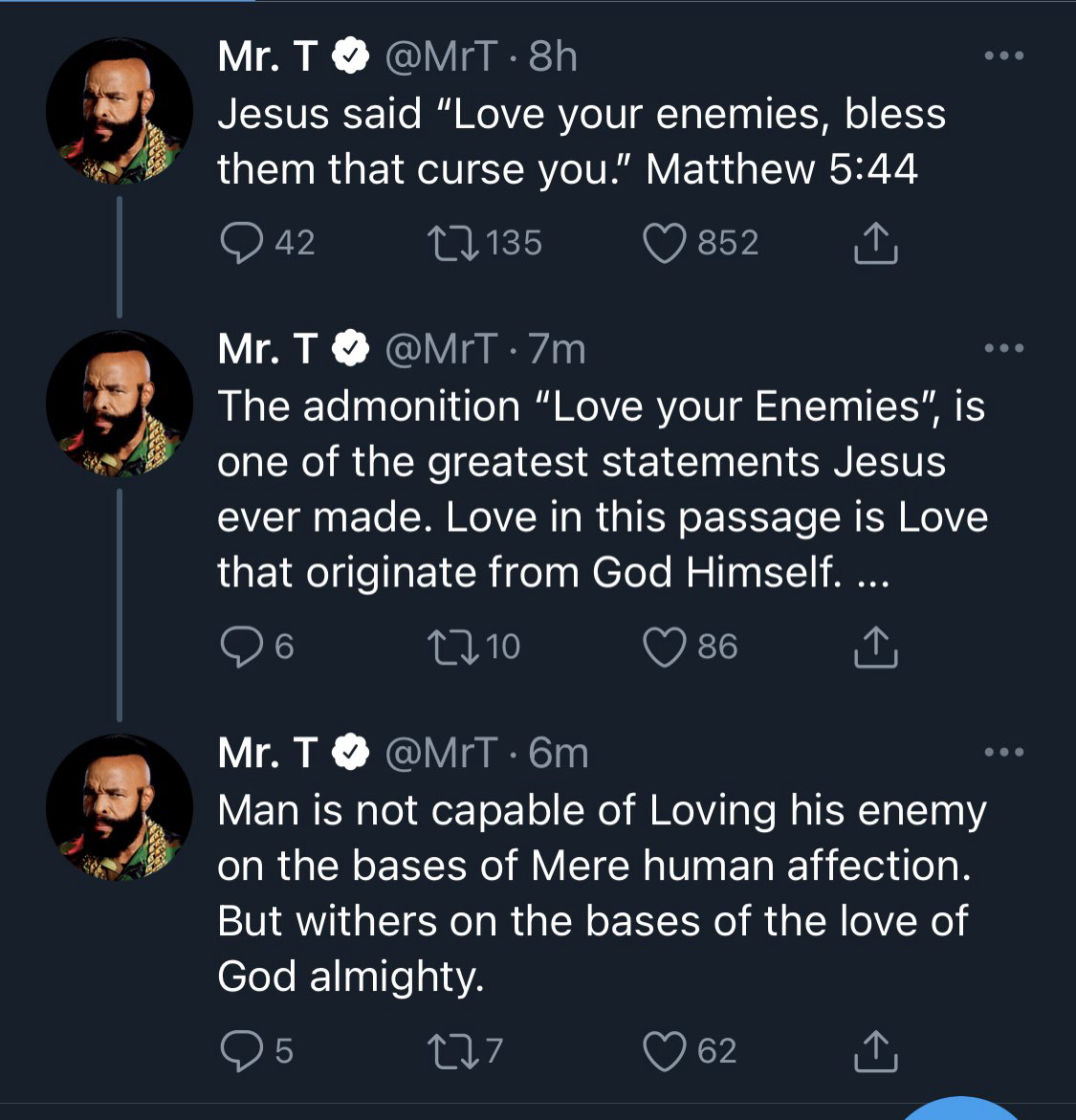 Mr. T @MrT · 8h
Jesus said “Love your enemies, bless
them that curse you.” Matthew 5:44
42 135 852
Mr. T @MrT · 7m
The admonition “Love your Enemies”, is
one of the greatest statements Jesus
ever made. Love in this passage is Love
that originate from God Himself. ...
6 10 86
Mr. T @MrT · 6m
Man is not capable of Loving his enemy
on the bases of Mere human affection.
But withers on the bases of the love of
God almighty.
5 7 62